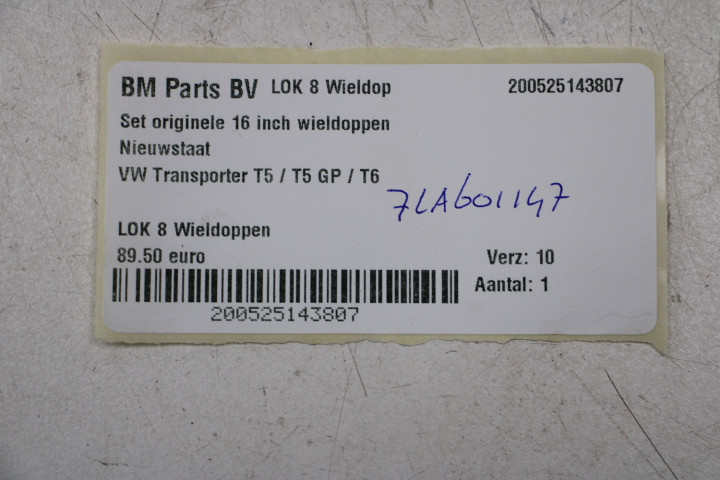 BM Parts BV LOK 8 Wieldop 200525143807
Set originele 16 inch wieldoppen
Nieuwstaat
VW Transporter T5 / T5 GP / T6
7LA601147
LOK 8 Wieldoppen
89.50 euro
Verz: 10
Aantal: 1
200525143807